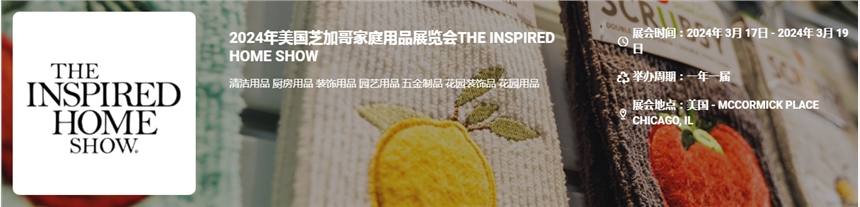 THE
INSPIRED
HOME
SHOW®
2024年美国芝加哥家庭用品展览会THE INSPIRED
HOME SHOW
清洁用品 厨房用品 装饰用品 园艺用品 五金制品 花园装饰品 花园用品
SCRUBBY
展会时间：2024年 3月 17日 - 2024年 3月 19
日
举办周期：一年一届
展会地点：美国 - MCCORMICK PLACE
CHICAGO, IL